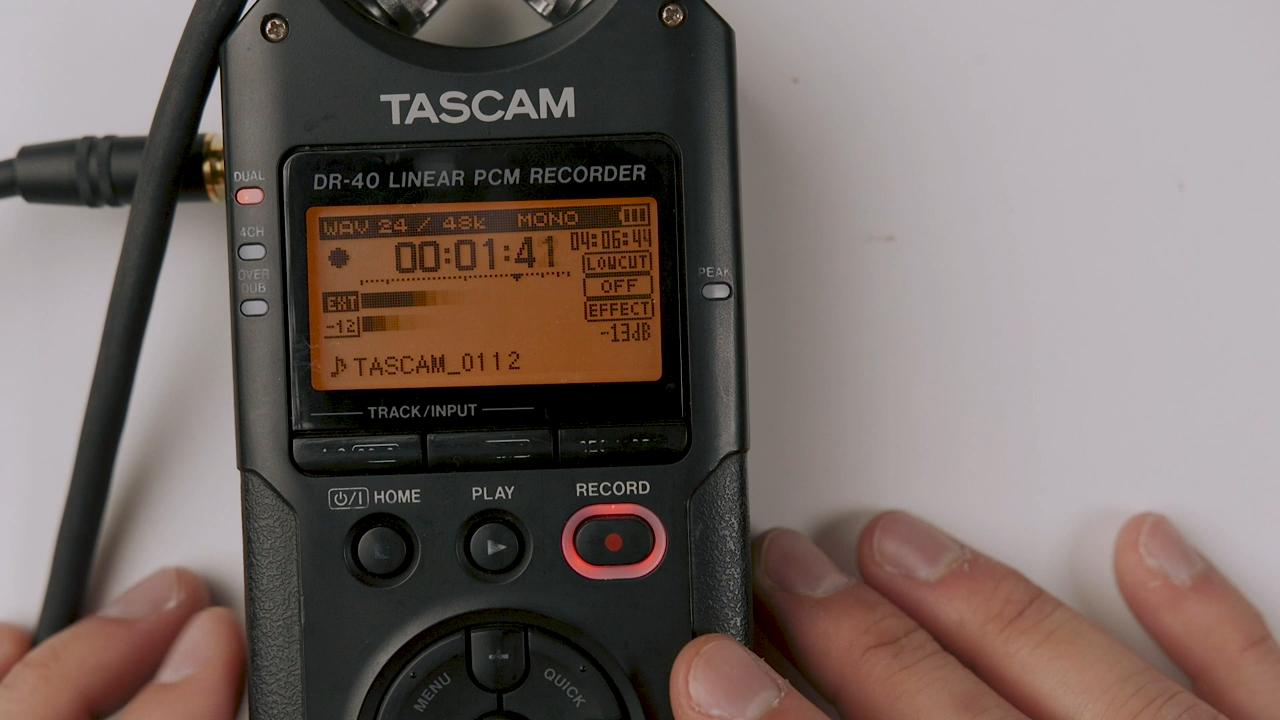 TASCAM
DR-40 LINEAR PCM RECORDER
DUAL
4CH
OVER
DUB
PEAK
WAV 24 / 48k MONO
00:01:41
04:06:44
LOWCUT
OFF
EXT
EFFECT
-12
-13dB
TASCAM_0112
TRACK/INPUT
HOME
PLAY
RECORD
MENU
QUICK